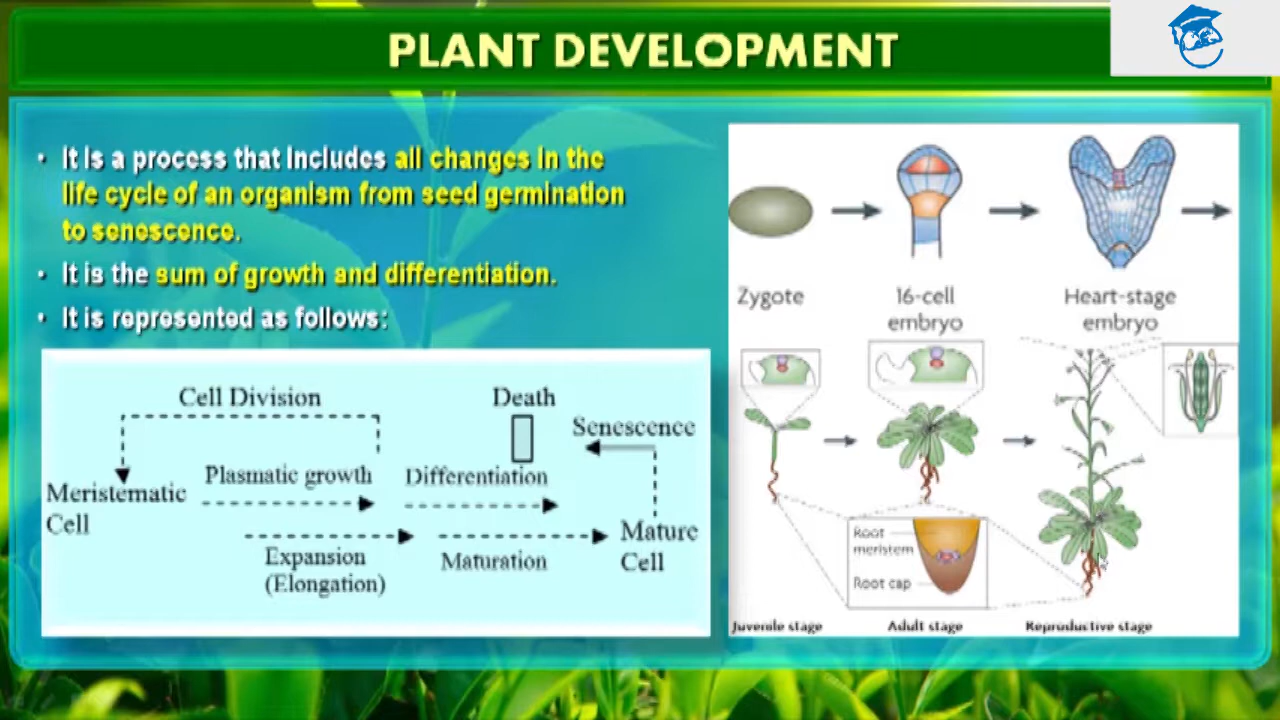 PLANT DEVELOPMENT
• It is a process that includes all changes in the
life cycle of an organism from seed germination
to senescence.
• It is the sum of growth and differentiation.
• It is represented as follows:
Cell Division
Death
Senescence
Plasmatic growth
Differentiation
Meristematic
Cell
Expansion
(Elongation)
Maturation
Mature
Cell
Zygote
16-cell
embryo
Heart-stage
embryo
Root
meristem
Root cap
Juvenile stage
Adult stage
Reproductive stage